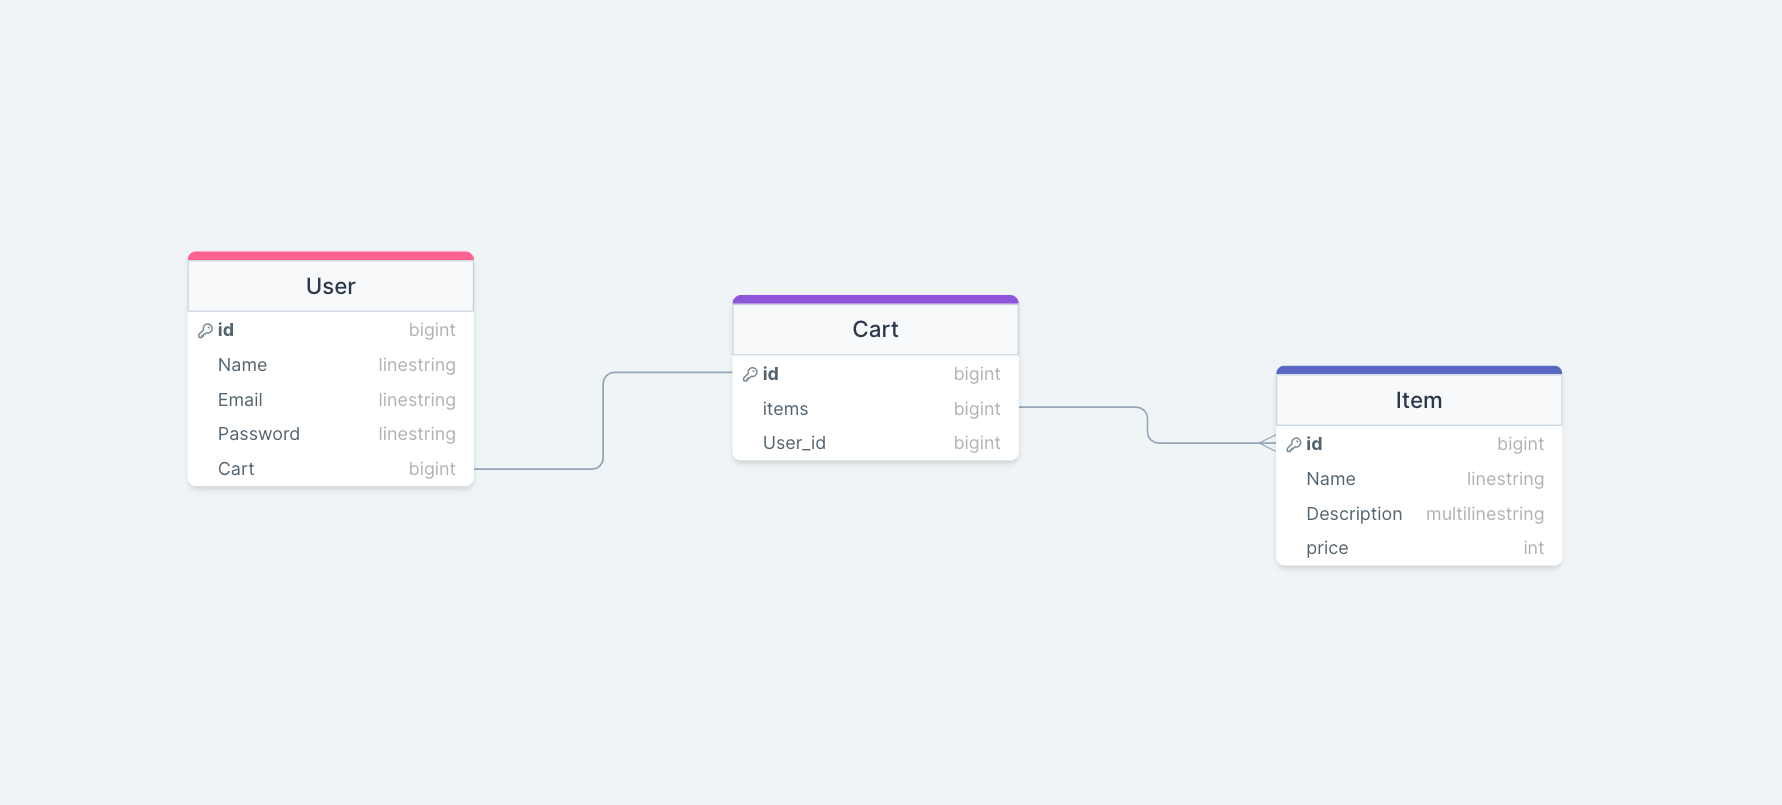 User
id bigint
Name linestring
Email linestring
Password linestring
Cart bigint
Cart
id bigint
items bigint
User_id bigint
Item
id bigint
Name linestring
Description multilinestring
price int